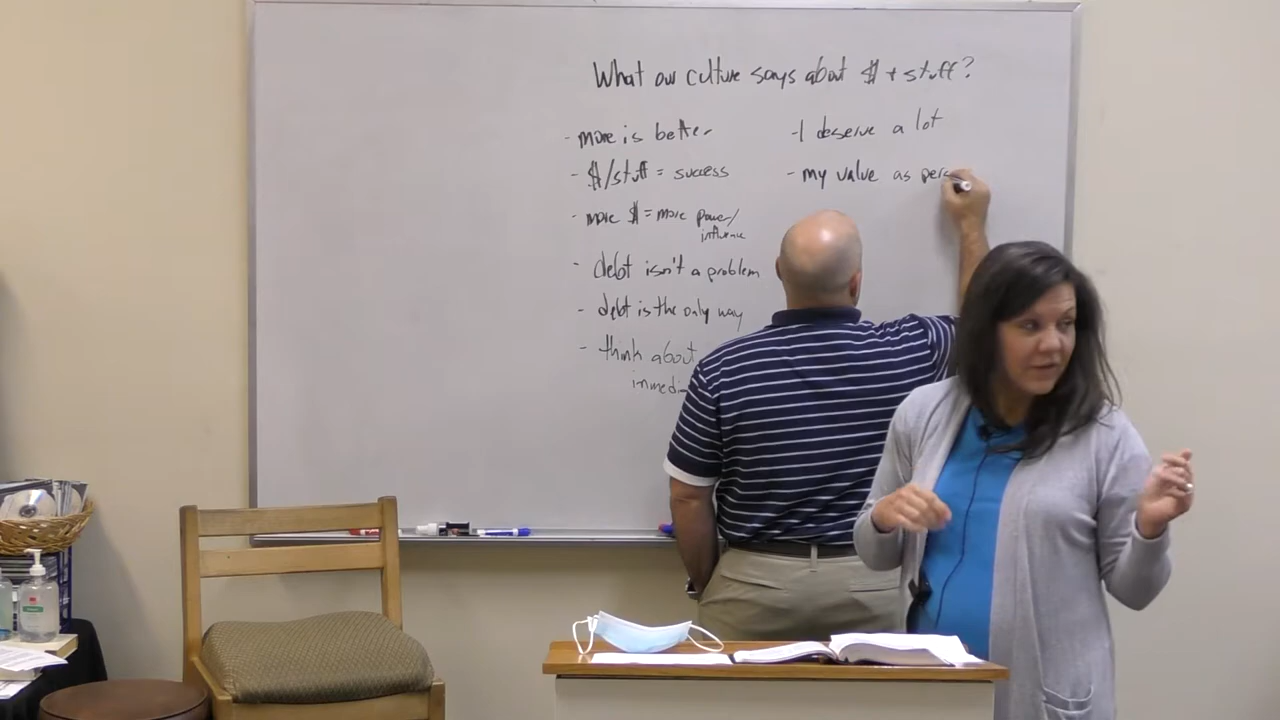 What our culture says about $ + stuff?
- more is better
- $/stuff = success
- more $ = more power/
influence
- debt isn't a problem
- debt is the only way
- think about
immedi
- I deserve a lot
- my value as pers